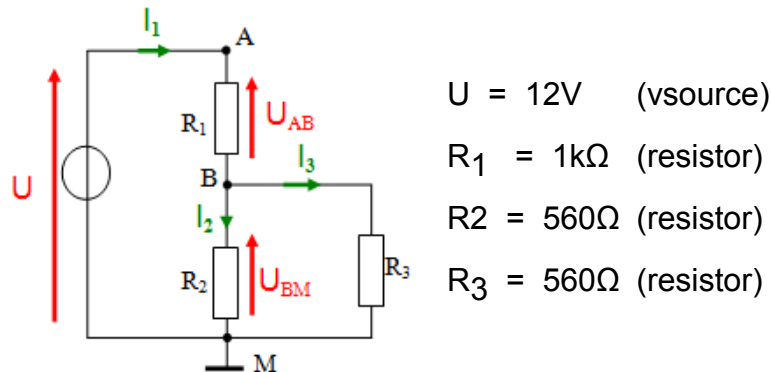 I1
A
U
R1
UAB
I3
B
I2
R2
UBM
R3
M
U = 12V (vsource)
R1 = 1kΩ (resistor)
R2 = 560Ω (resistor)
R3 = 560Ω (resistor)